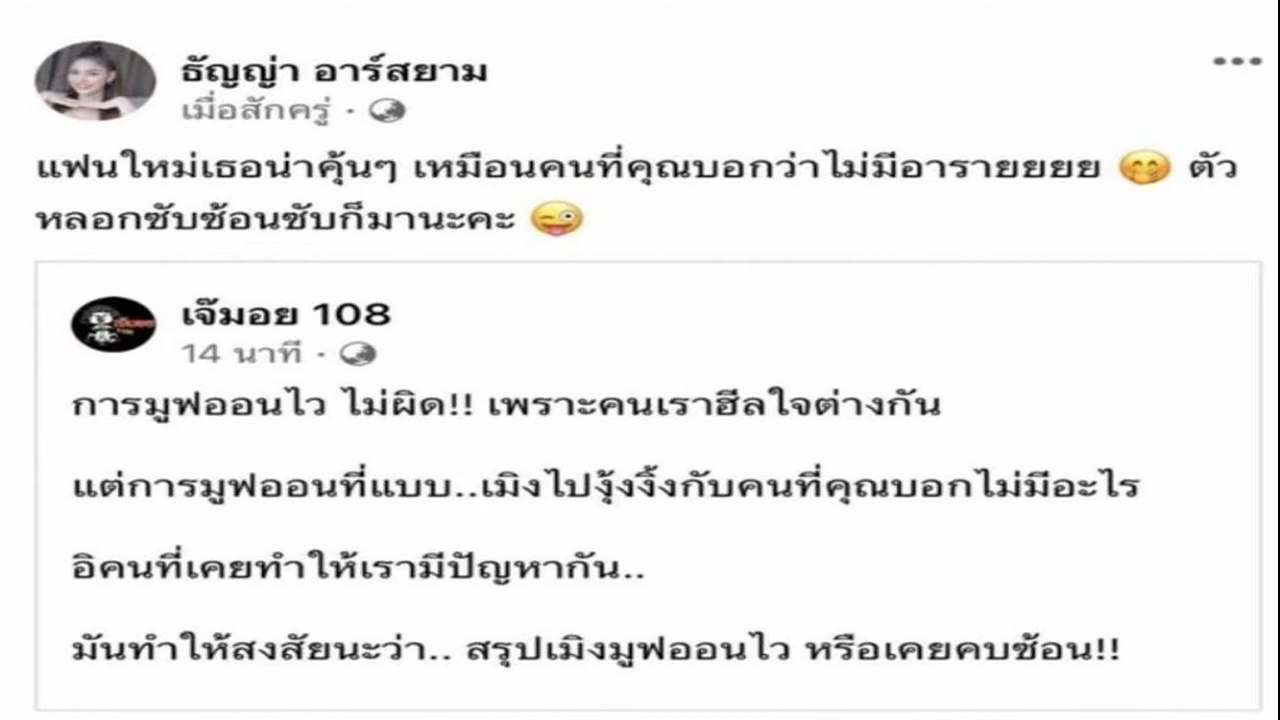 ธัญญ่า อาร์สยาม
เมื่อสักครู่ ·
แฟนใหม่เธอน่าคุ้นๆ เหมือนคนที่คุณบอกว่าไม่มีอารายยยย 🤭 ตัว
หลอกซับซ้อนซับก็มานะคะ 😜
เจ๊มอย 108
14 นาที ·
การมูฟออนไว ไม่ผิด!! เพราะคนเราฮีลใจต่างกัน
แต่การมูฟออนที่แบบ..เมิงไปงุ้งงิ้งกับคนที่คุณบอกไม่มีอะไร
อิคนที่เคยทำให้เรามีปัญหากัน..
มันทำให้สงสัยนะว่า.. สรุปเมิงมูฟออนไว หรือเคยคบซ้อน!!